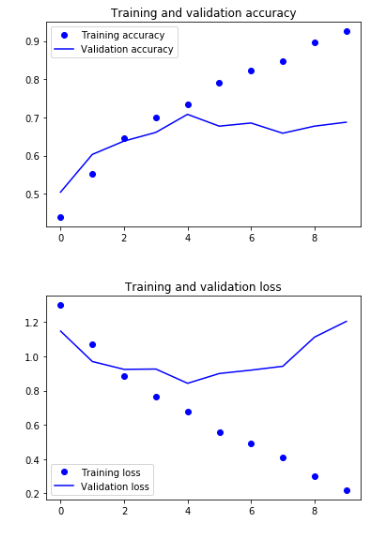 Training and validation accuracy
Training accuracy
Validation accuracy
0.9
0.8
0.7
0.6
0.5
0 2 4 6 8
Training and validation loss
1.2
1.0
0.8
0.6
0.4
0.2
Training loss
Validation loss
0 2 4 6 8